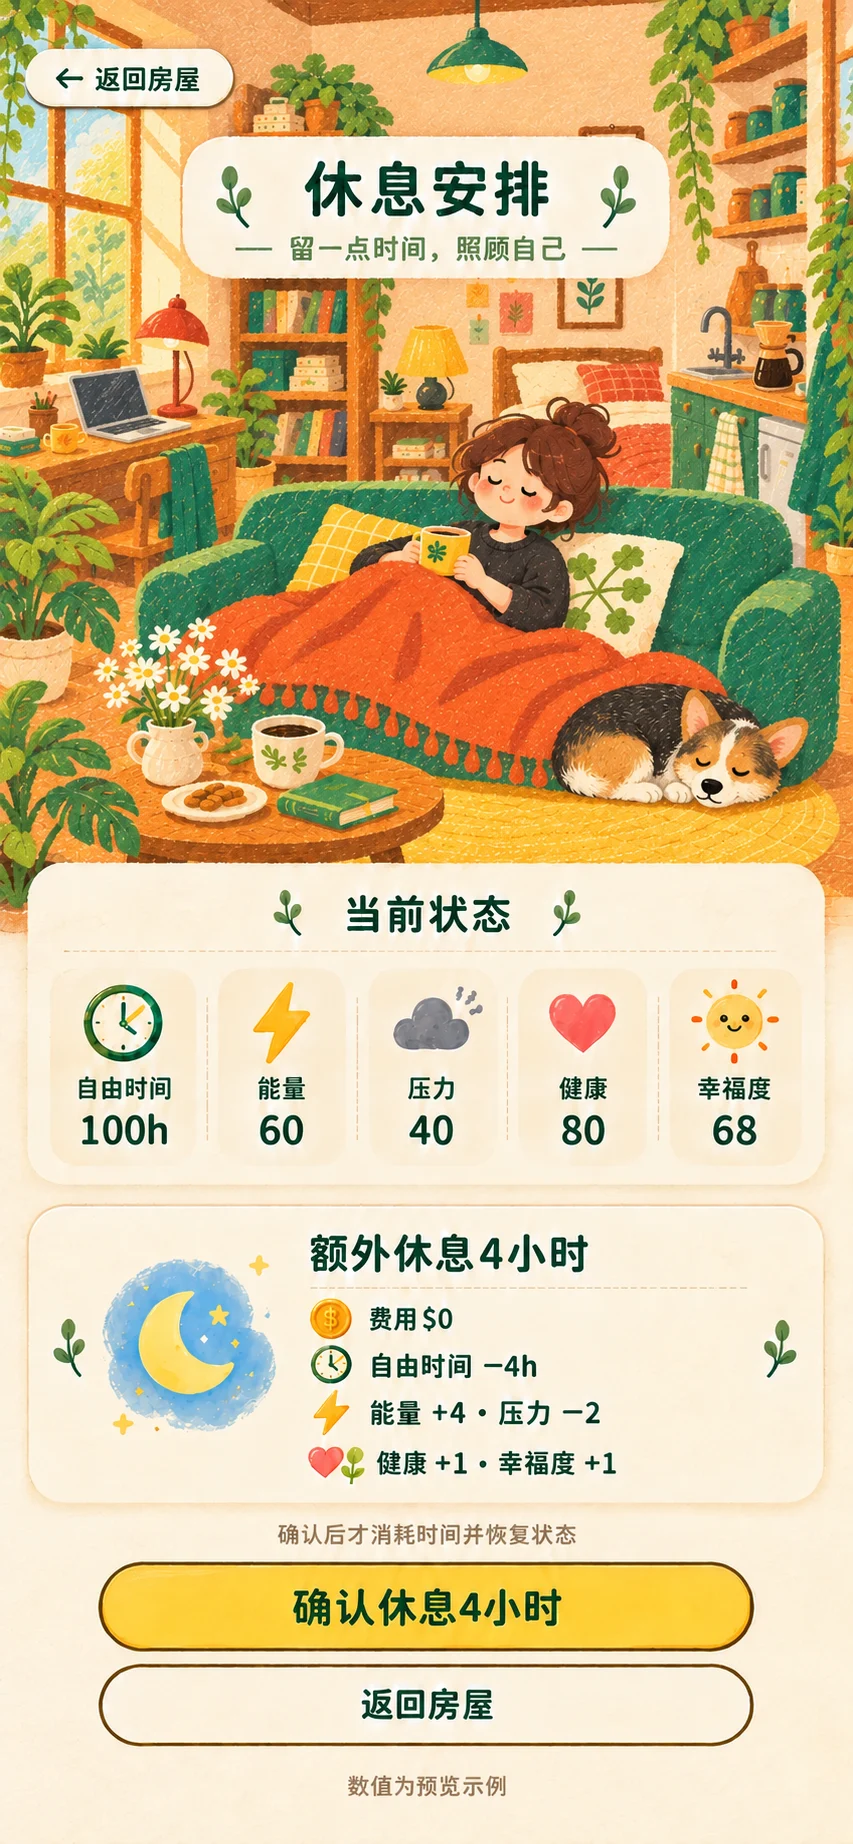 ← 返回房屋
休息安排
— 留一点时间，照顾自己 —
当前状态
自由时间 能量 压力 健康 幸福度
100h 60 40 80 68
额外休息4小时
费用$0
自由时间 −4h
能量 +4 · 压力 −2
健康 +1 · 幸福度 +1
确认后才消耗时间并恢复状态
确认休息4小时
返回房屋
数值为预览示例